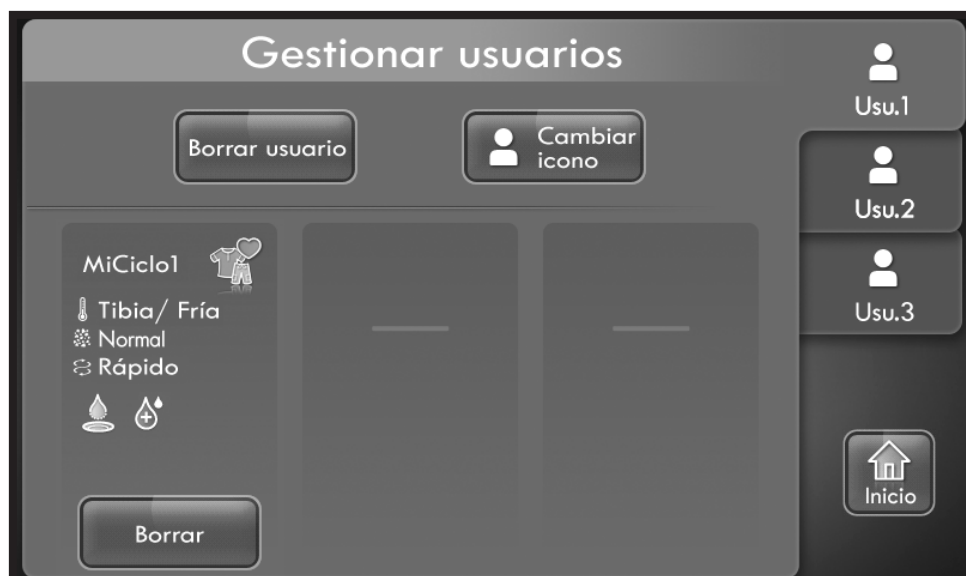 Gestionar usuarios
Borrar usuario
Cambiar
icono
MiCiclo1
Tibia/ Fría
Normal
Rápido
Borrar
Usu.1
Usu.2
Usu.3
Inicio